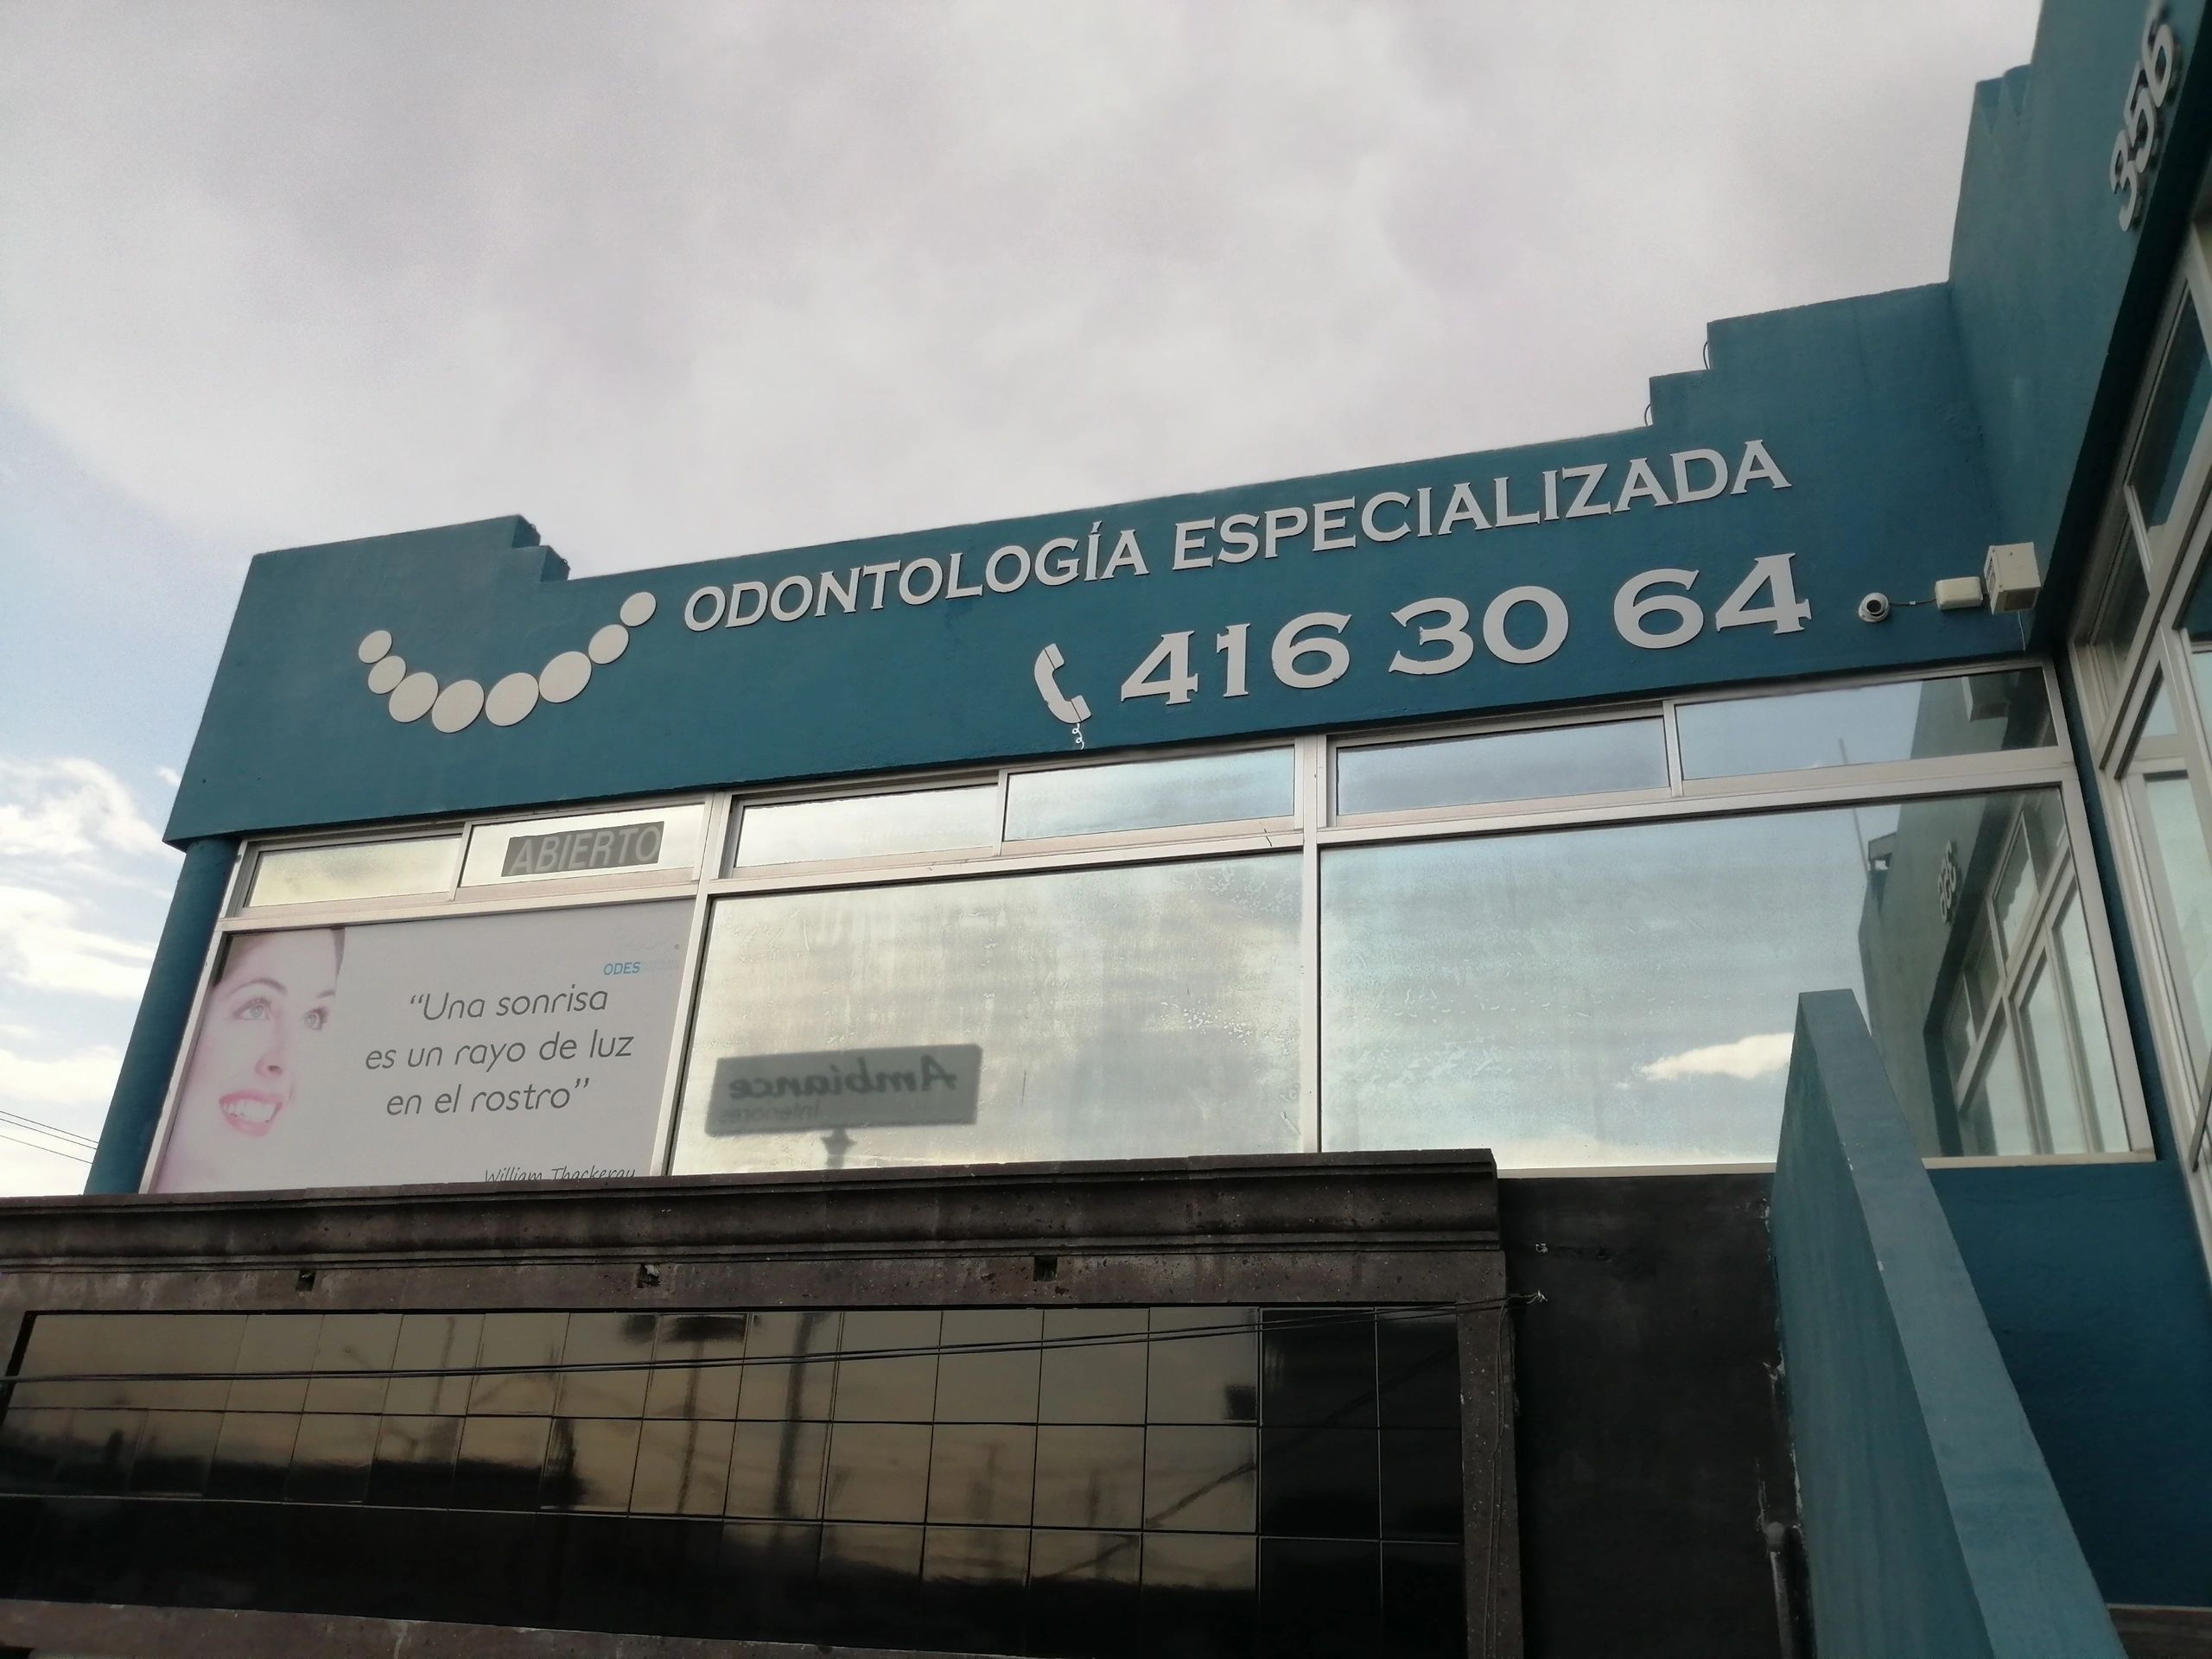 356
ODONTOLOGÍA ESPECIALIZADA
416 30 64
ABIERTO
ODES
“Una sonrisa
es un rayo de luz
en el rostro”
William Thackeray
Ambiance
Interiores